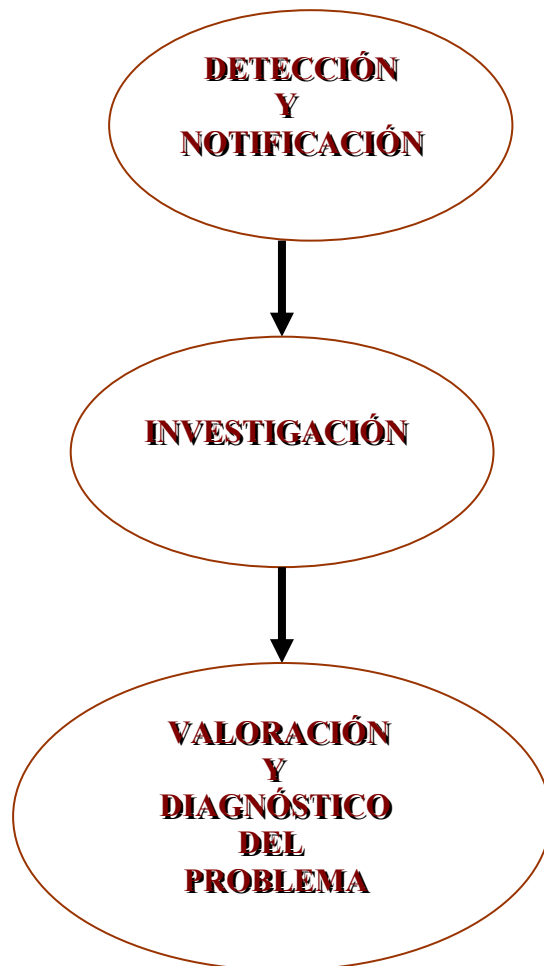 DETECCIÓN
Y
NOTIFICACIÓN
INVESTIGACIÓN
VALORACIÓN
Y
DIAGNÓSTICO
DEL
PROBLEMA